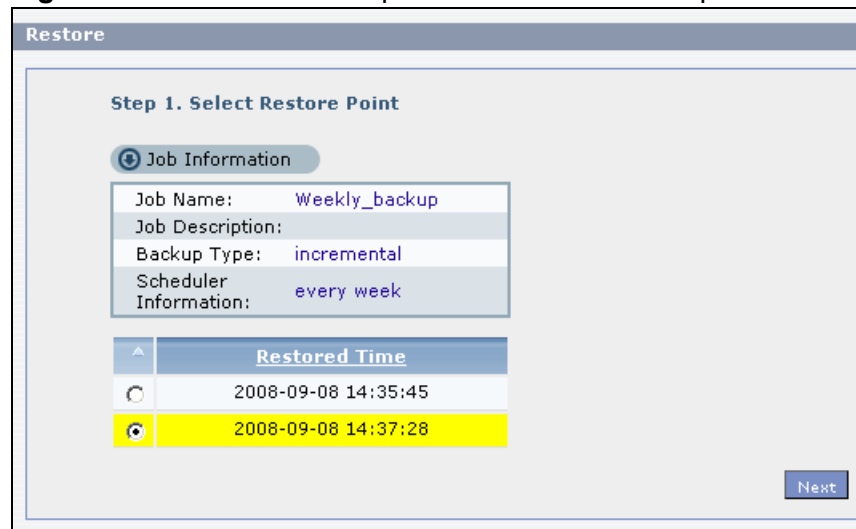 Restore
Step 1. Select Restore Point
Job Information
Job Name: Weekly_backup
Job Description:
Backup Type: incremental
Scheduler Information: every week
Restored Time
2008-09-08 14:35:45
2008-09-08 14:37:28
Next